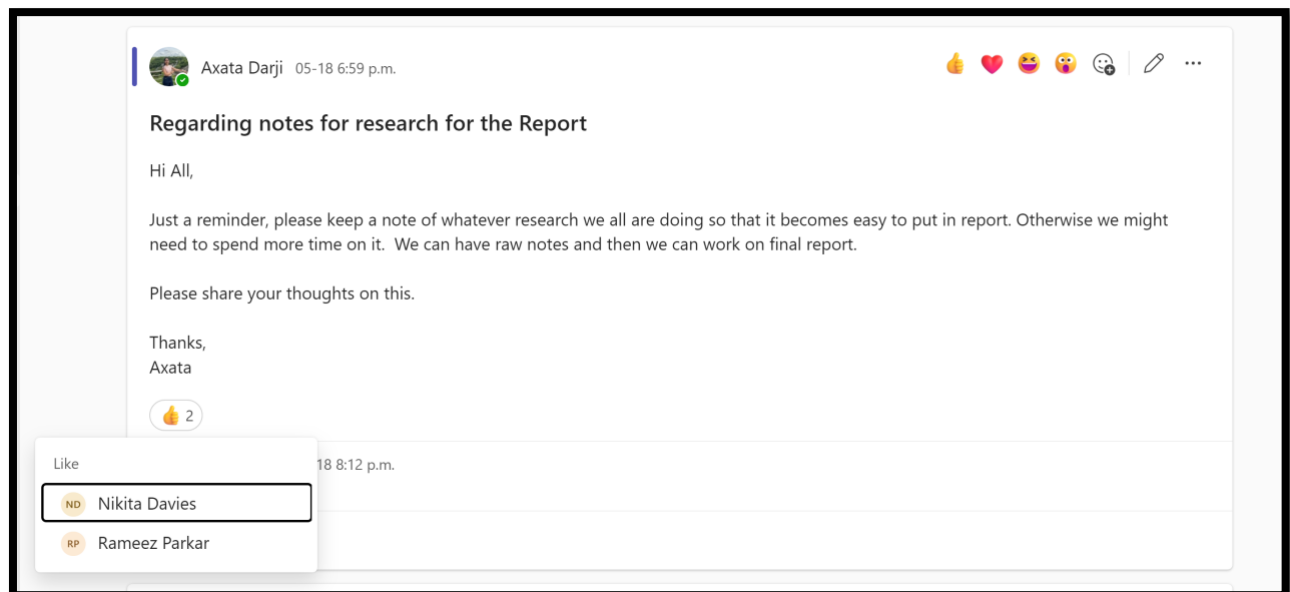 Axata Darji 05-18 6:59 p.m.
Regarding notes for research for the Report
Hi All,
Just a reminder, please keep a note of whatever research we all are doing so that it becomes easy to put in report. Otherwise we might
need to spend more time on it. We can have raw notes and then we can work on final report.
Please share your thoughts on this.
Thanks,
Axata
2
18 8:12 p.m.
Like
ND Nikita Davies
RP Rameez Parkar